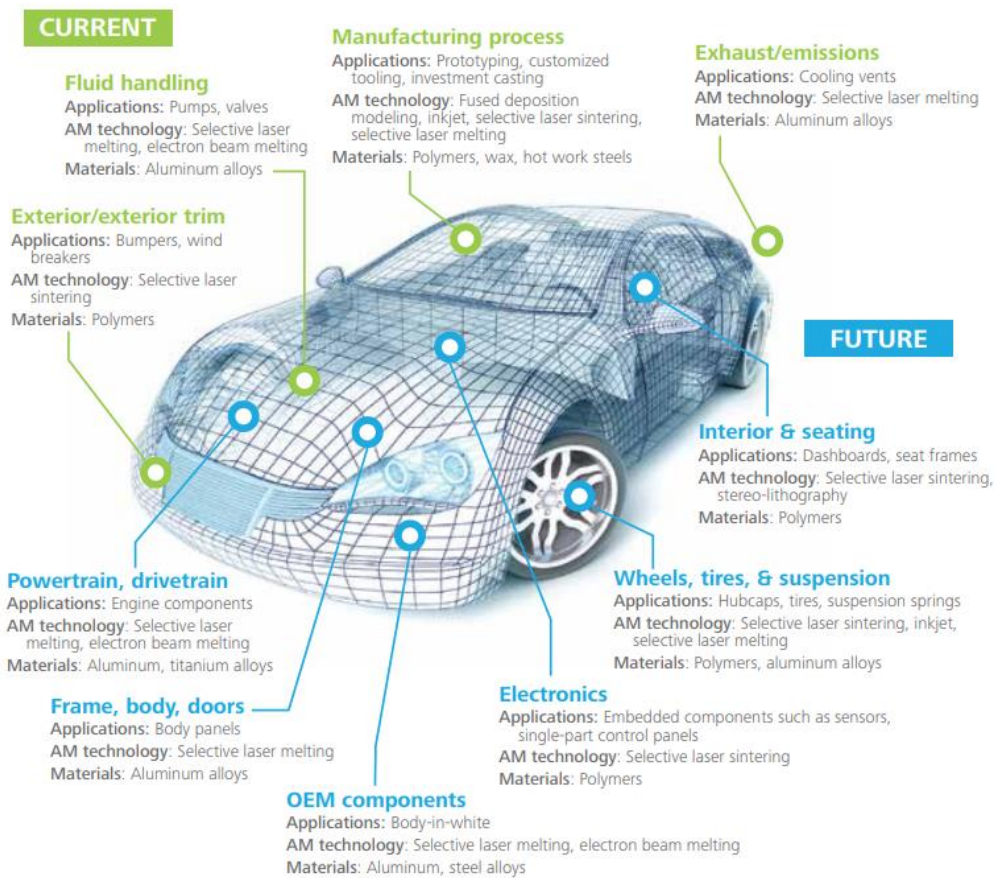 CURRENT
Fluid handling
Applications: Pumps, valves
AM technology: Selective laser
melting, electron beam melting
Materials: Aluminum alloys
Manufacturing process
Applications: Prototyping, customized
tooling, investment casting
AM technology: Fused deposition
modeling, inkjet, selective laser sintering,
selective laser melting
Materials: Polymers, wax, hot work steels
Exhaust/emissions
Applications: Cooling vents
AM technology: Selective laser melting
Materials: Aluminum alloys
Exterior/exterior trim
Applications: Bumpers, wind
breakers
AM technology: Selective laser
sintering
Materials: Polymers
FUTURE
Interior & seating
Applications: Dashboards, seat frames
AM technology: Selective laser sintering,
stereo-lithography
Materials: Polymers
Powertrain, drivetrain
Applications: Engine components
AM technology: Selective laser
melting, electron beam melting
Materials: Aluminum, titanium alloys
Wheels, tires, & suspension
Applications: Hubcaps, tires, suspension springs
AM technology: Selective laser sintering, inkjet,
selective laser melting
Materials: Polymers, aluminum alloys
Frame, body, doors
Applications: Body panels
AM technology: Selective laser melting
Materials: Aluminum alloys
Electronics
Applications: Embedded components such as sensors,
single-part control panels
AM technology: Selective laser sintering
Materials: Polymers
OEM components
Applications: Body-in-white
AM technology: Selective laser melting, electron beam melting
Materials: Aluminum, steel alloys